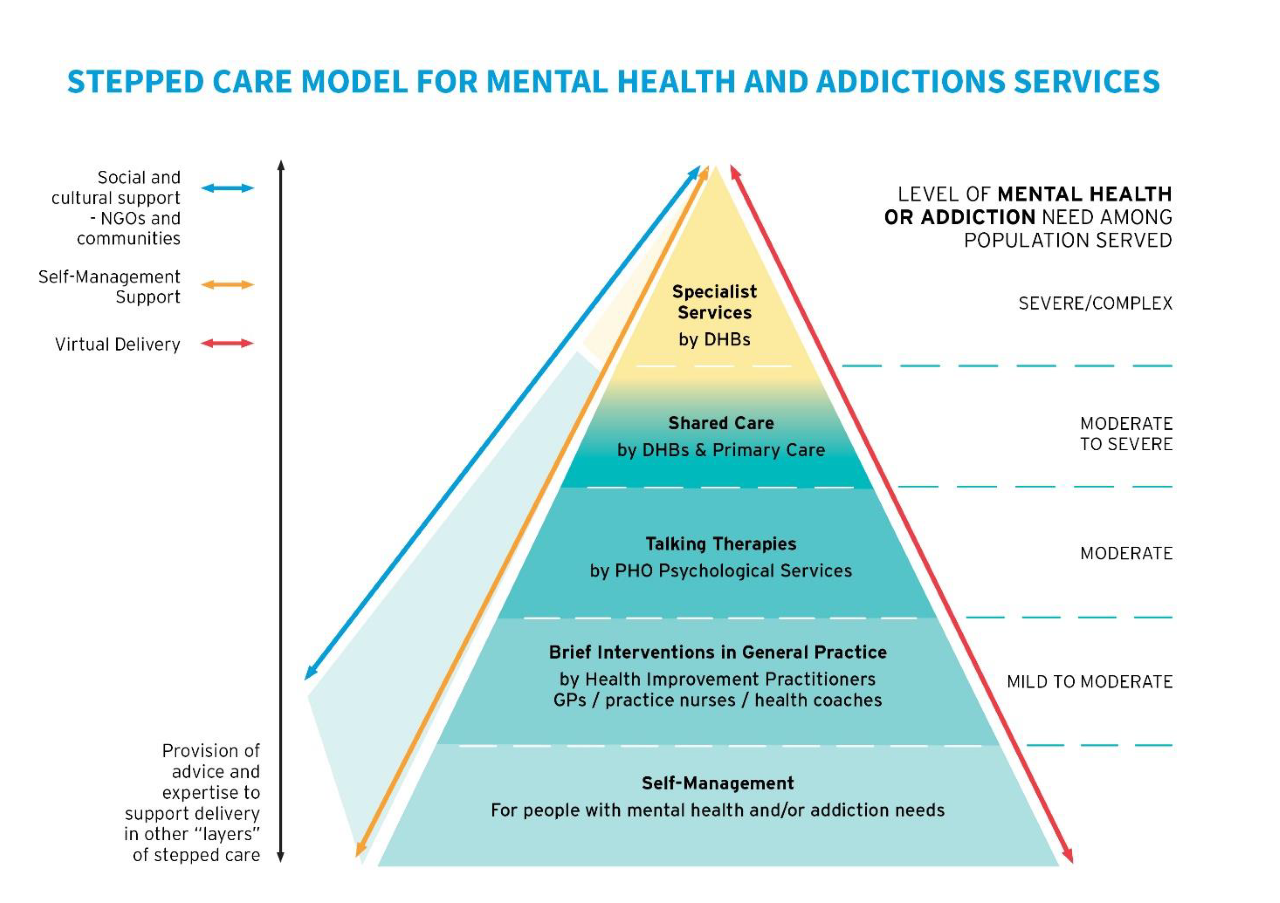 STEPPED CARE MODEL FOR MENTAL HEALTH AND ADDICTIONS SERVICES
Social and
cultural support
- NGOs and
communities
Self-Management
Support
Virtual Delivery
Provision of
advice and
expertise to
support delivery
in other “layers”
of stepped care
Specialist
Services
by DHBs
Shared Care
by DHBs & Primary Care
Talking Therapies
by PHO Psychological Services
Brief Interventions in General Practice
by Health Improvement Practitioners
GPs / practice nurses / health coaches
Self-Management
For people with mental health and/or addiction needs
LEVEL OF MENTAL HEALTH
OR ADDICTION NEED AMONG
POPULATION SERVED
SEVERE/COMPLEX
MODERATE
TO SEVERE
MODERATE
MILD TO MODERATE